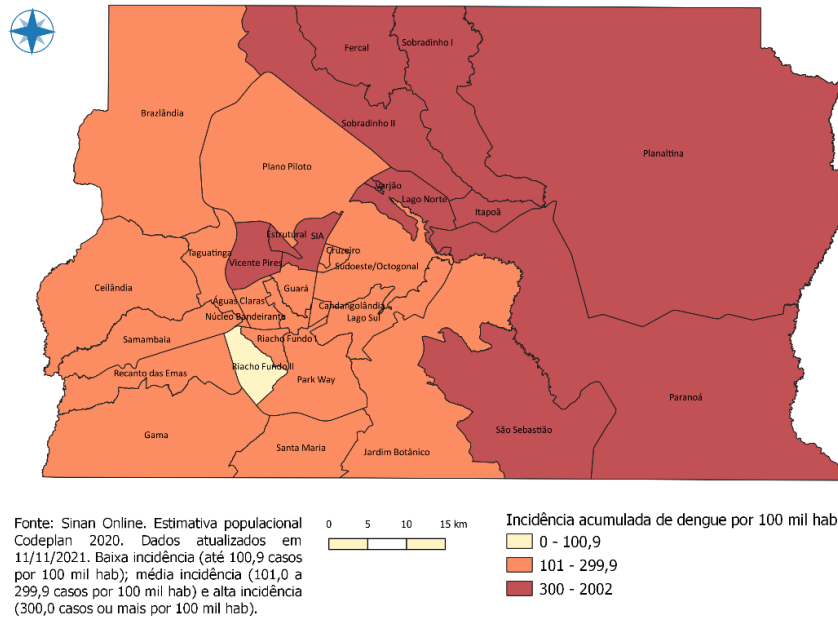 Fercal
Sobradinho I
Brazlândia
Sobradinho II
Planaltina
Plano Piloto
Varjão
Lago Norte
Itapoã
Estrutural
SIA
Cruzeiro
Taguatinga
Vicente Pires
Sudoeste/Octogonal
Ceilândia
Guará
Águas Claras
Candangolândia
Núcleo Bandeirante
Lago Sul
Samambaia
Riacho Fundo I
Riacho Fundo II
Recanto das Emas
Park Way
Paranoá
São Sebastião
Gama
Santa Maria
Jardim Botânico
Fonte: Sinan Online. Estimativa populacional
Codeplan 2020. Dados atualizados em
11/11/2021. Baixa incidência (até 100,9 casos
por 100 mil hab); média incidência (101,0 a
299,9 casos por 100 mil hab) e alta incidência
(300,0 casos ou mais por 100 mil hab).
0 5 10 15 km
Incidência acumulada de dengue por 100 mil hab
0 - 100,9
101 - 299,9
300 - 2002